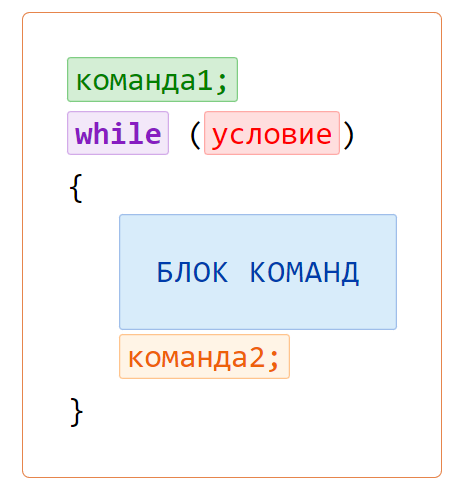 команда1;
while (условие)
{
БЛОК КОМАНД
команда2;
}